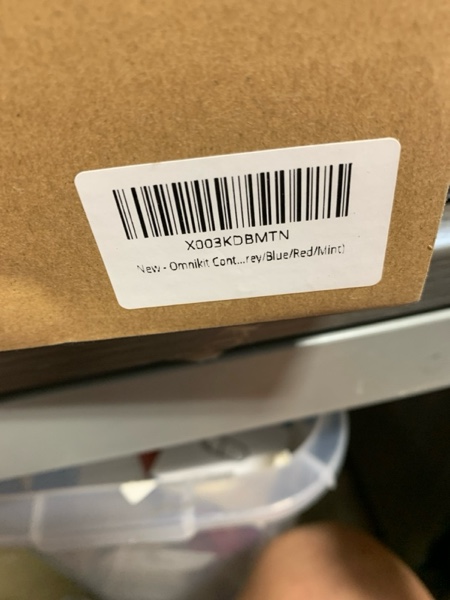 X003KDBMTN
New - Omnikit Cont...rey/Blue/Red/Mint)